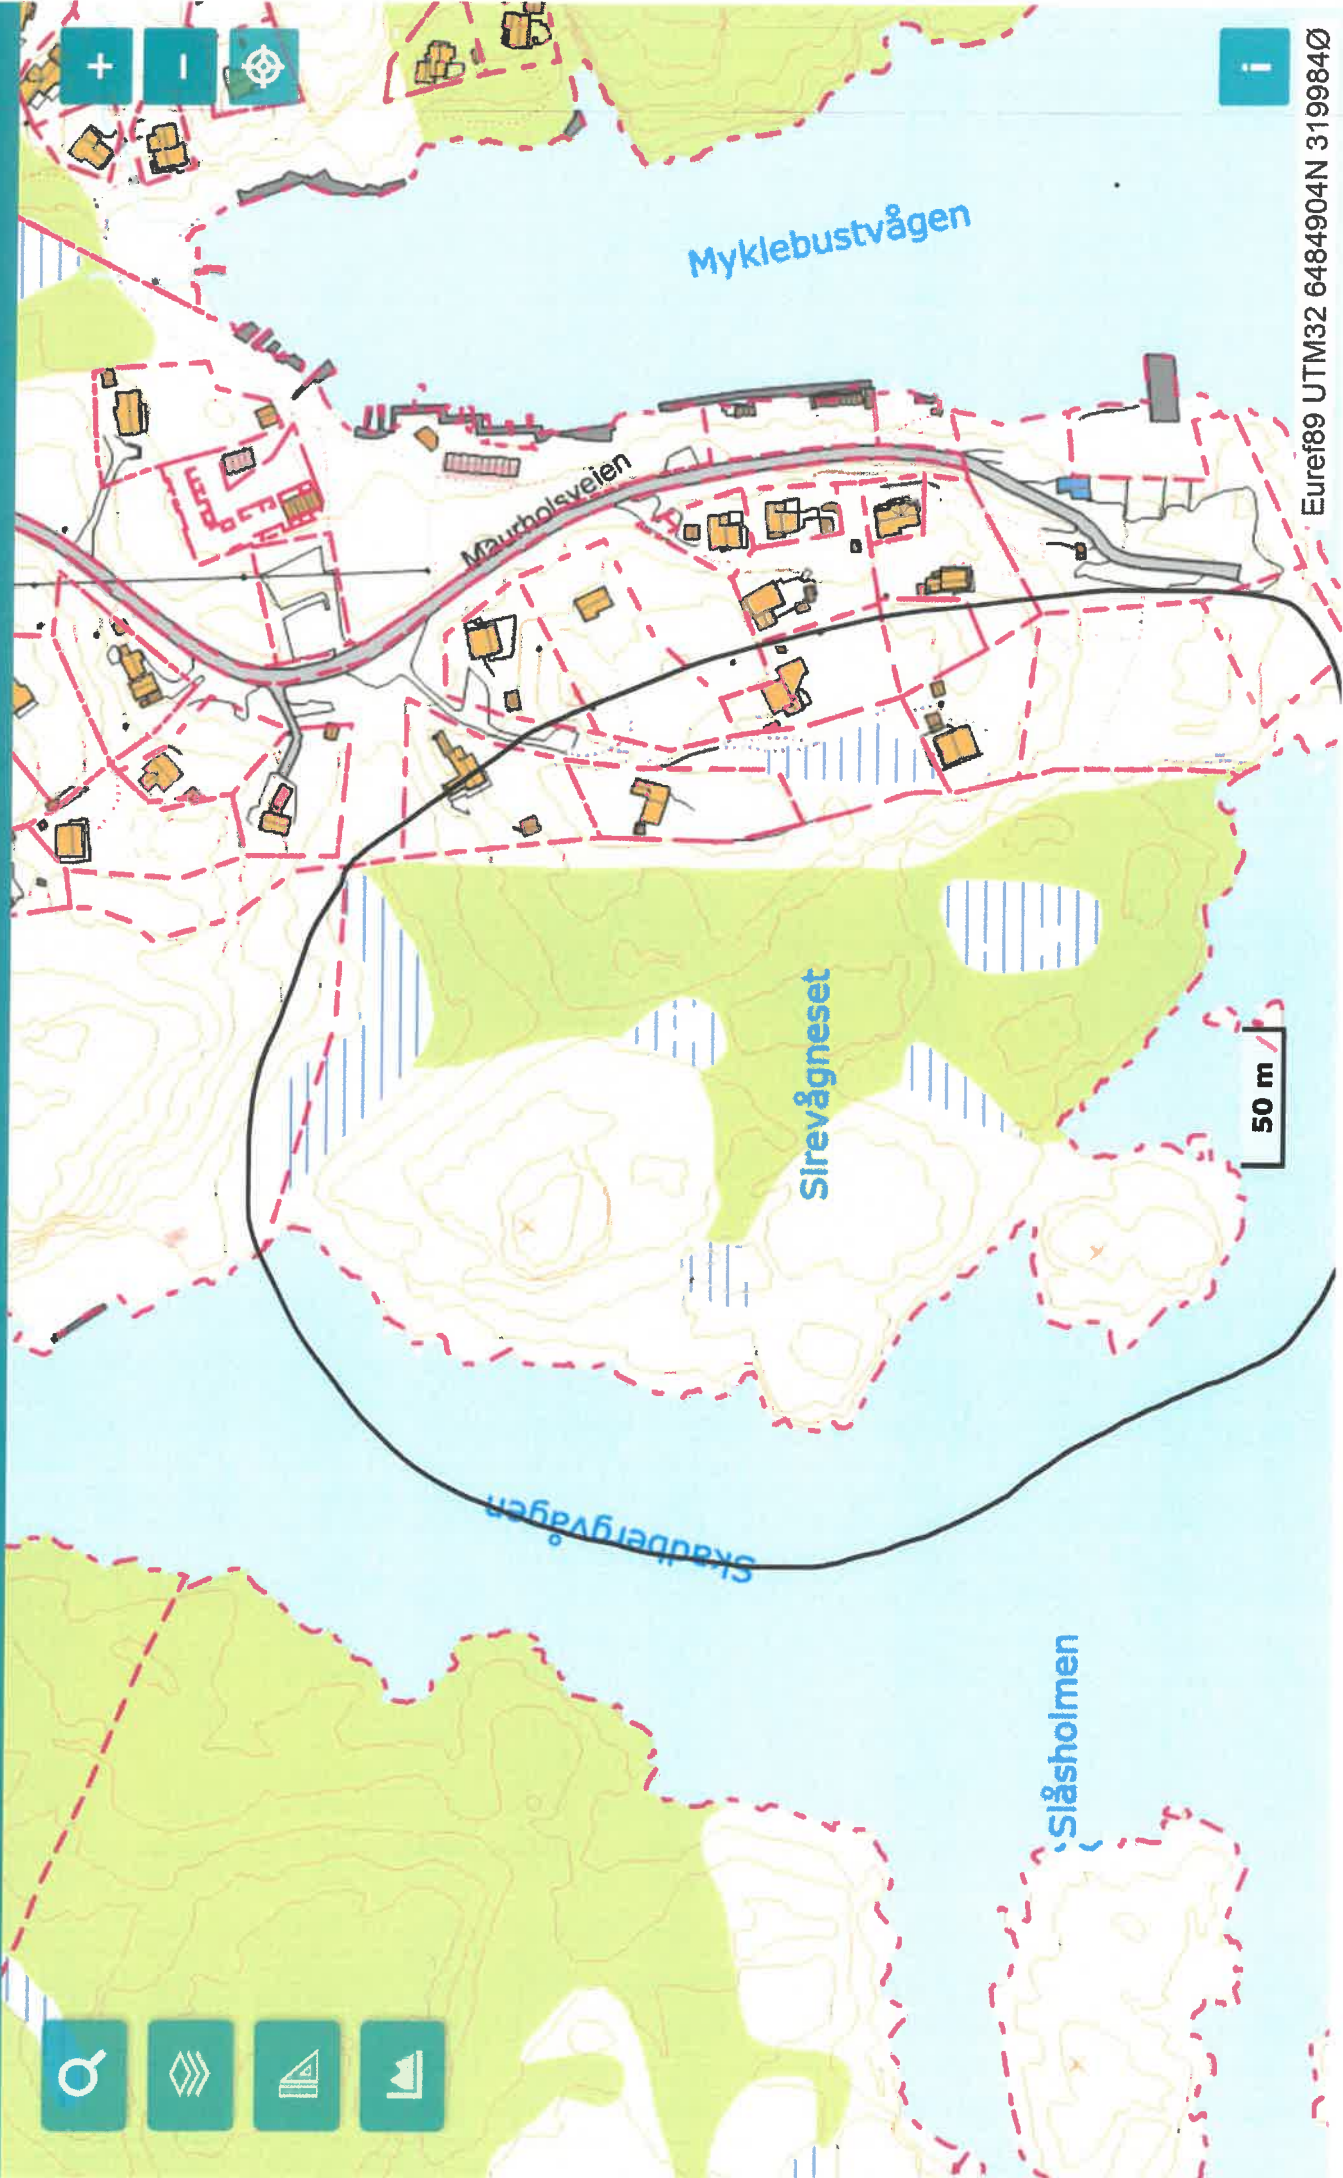 Myklebustvågen
Maurholsveien
Sirevågneset
Skadbergvågen
Slåsholmen
50 m
i
Euref89 UTM32 6484904N 319984Ø